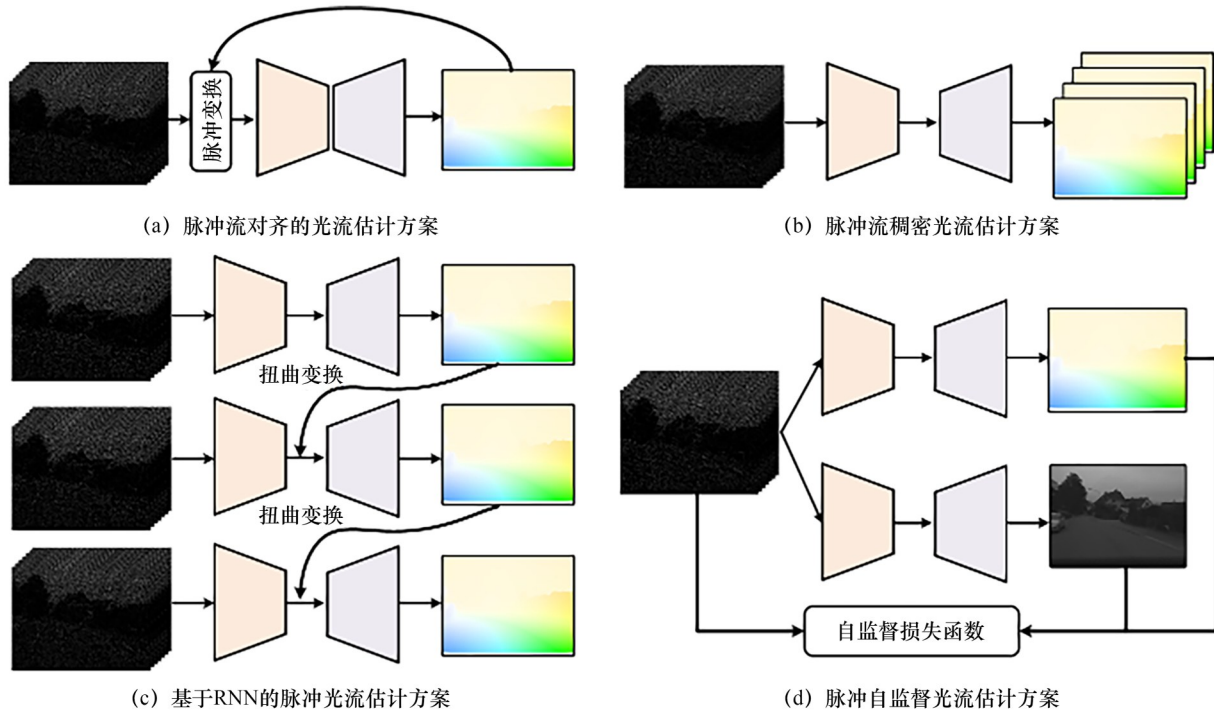 脉冲变换
(a) 脉冲流对齐的光流估计方案
(b) 脉冲流稠密光流估计方案
扭曲变换
扭曲变换
(c) 基于RNN的脉冲光流估计方案
自监督损失函数
(d) 脉冲自监督光流估计方案